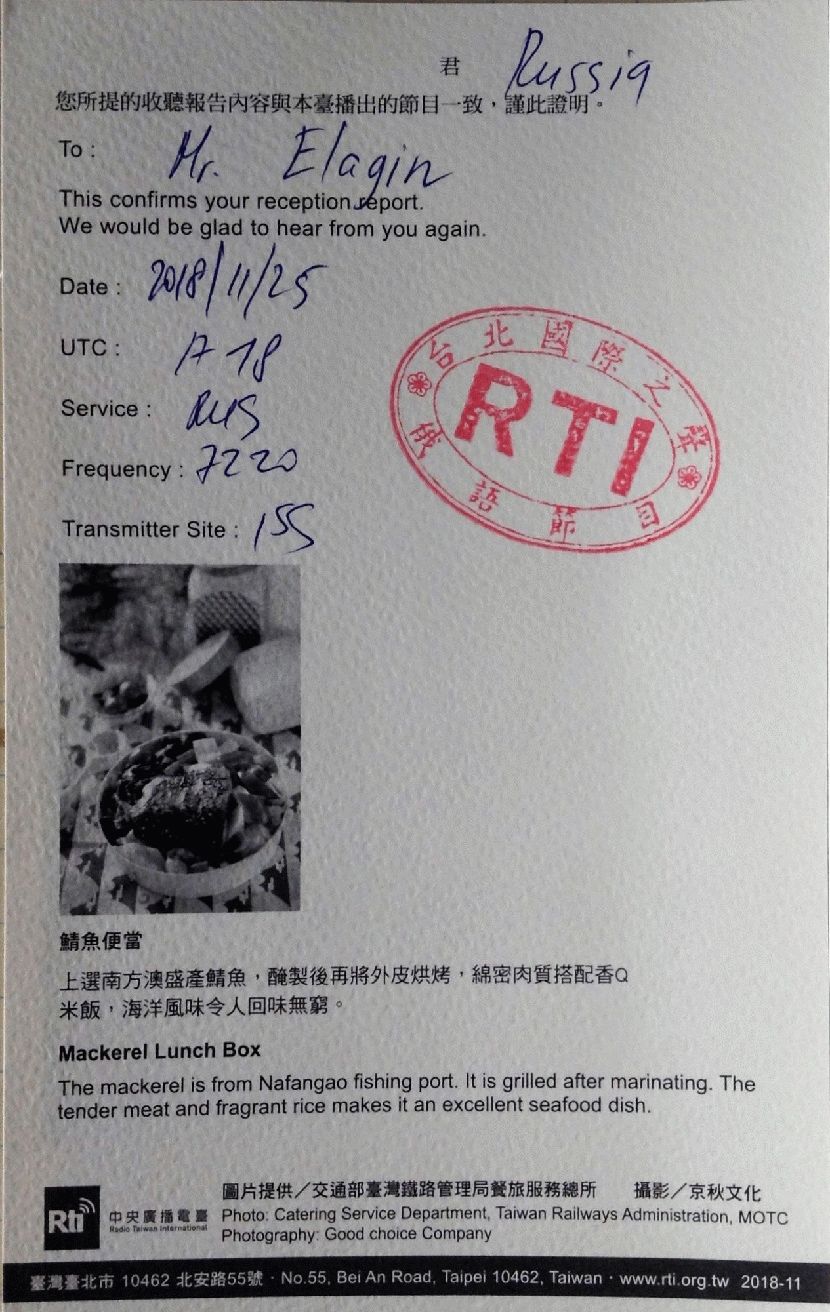 君 Russia
您所提的收聽報告內容與本臺播出的節目一致，謹此證明。
To : Mr. Elagin
This confirms your reception report.
We would be glad to hear from you again.
Date : 2018/11/25
UTC : 17-18
Service : RUS
Frequency : 7220
Transmitter Site :
台北國際之聲
RTI
俄語節目
鯖魚便當
上選南方澳盛產鯖魚，醃製後再將外皮烘烤，綿密肉質搭配香Q
米飯，海洋風味令人回味無窮。
Mackerel Lunch Box
The mackerel is from Nafangao fishing port. It is grilled after marinating. The
tender meat and fragrant rice makes it an excellent seafood dish.
圖片提供／交通部臺灣鐵路管理局餐旅服務總所 攝影／京秋文化
Rti 中央廣播電臺 Photo: Catering Service Department, Taiwan Railways Administration, MOTC
Radio Taiwan International Photography: Good choice Company
臺灣臺北市 10462 北安路55號 · No.55, Bei An Road, Taipei 10462, Taiwan · www.rti.org.tw 2018-11